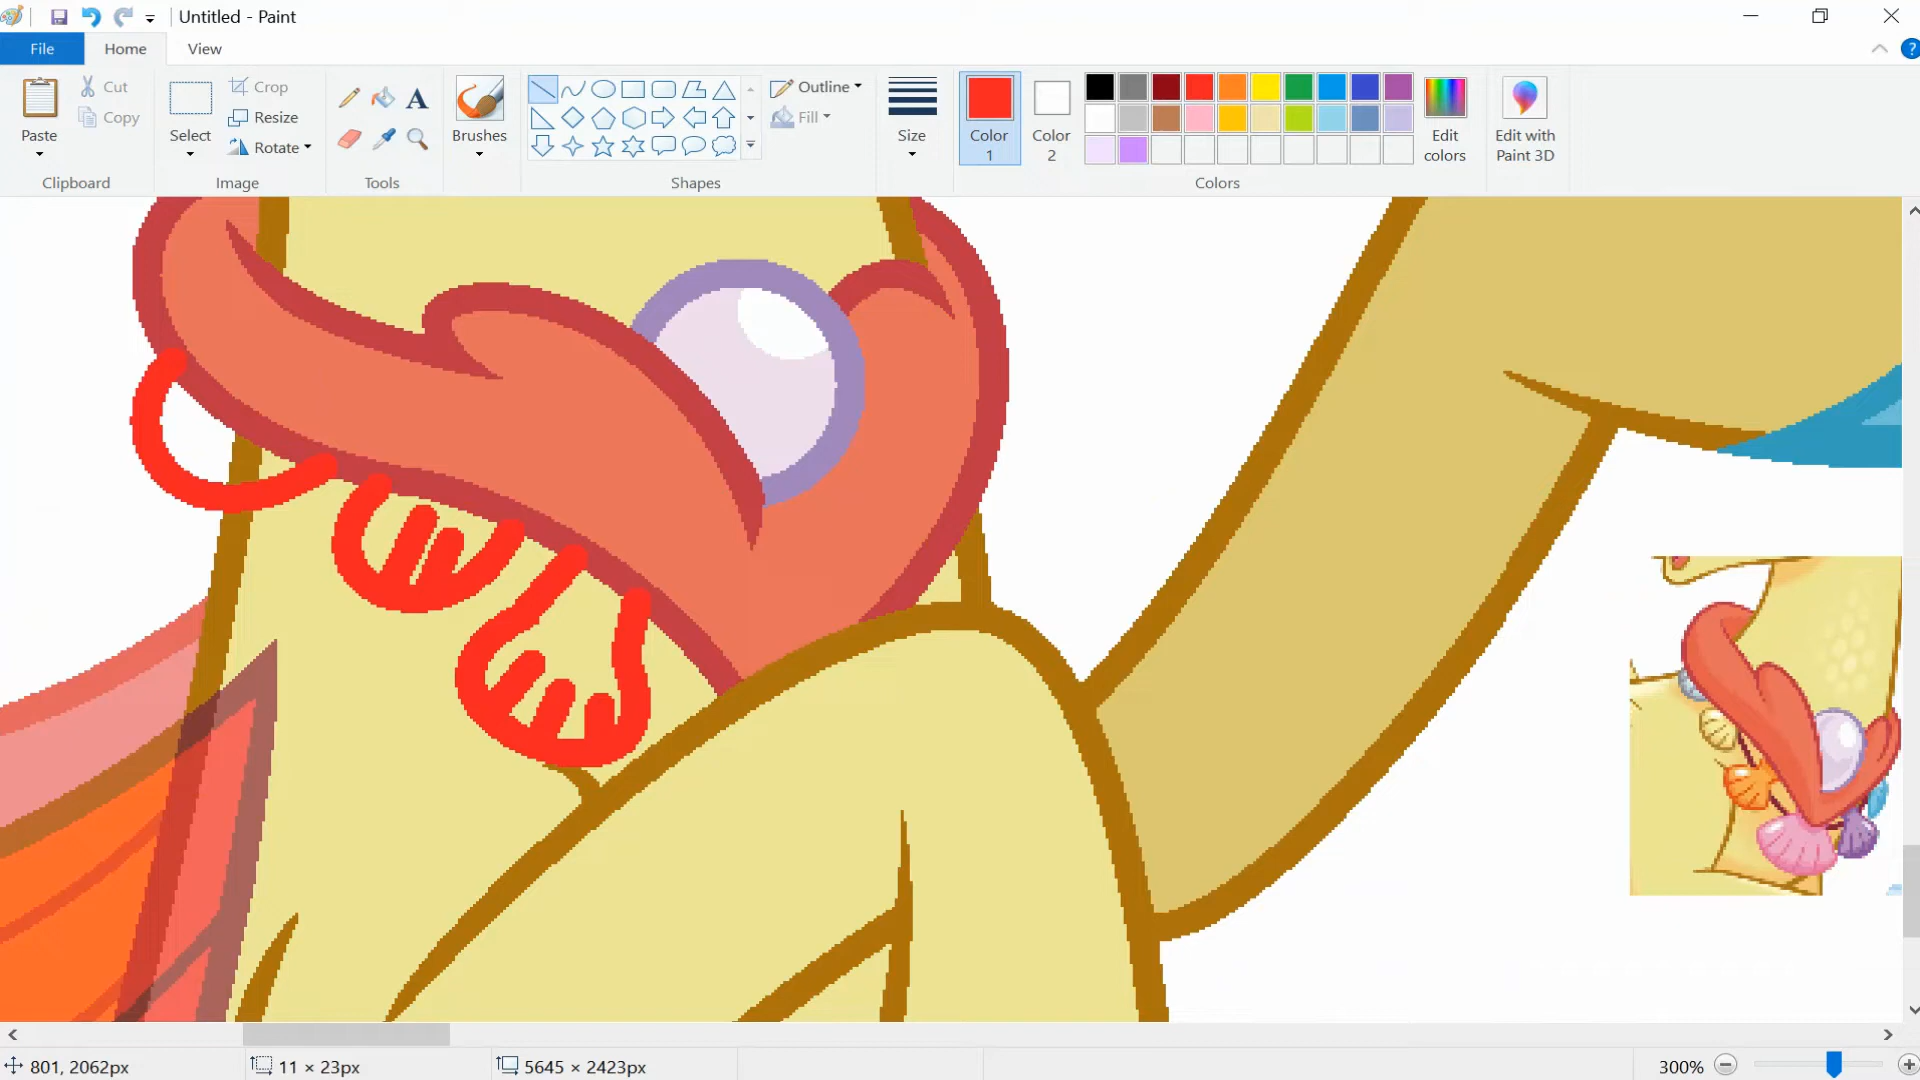 Untitled - Paint
File
Home
View
Paste
Cut
Copy
Clipboard
Select
Crop
Resize
Rotate
Image
A
Tools
Brushes
Shapes
Outline
Fill
Size
Color
1
Color
2
Colors
Edit
colors
Edit with
Paint 3D
?
801, 2062px
11 × 23px
5645 × 2423px
300%